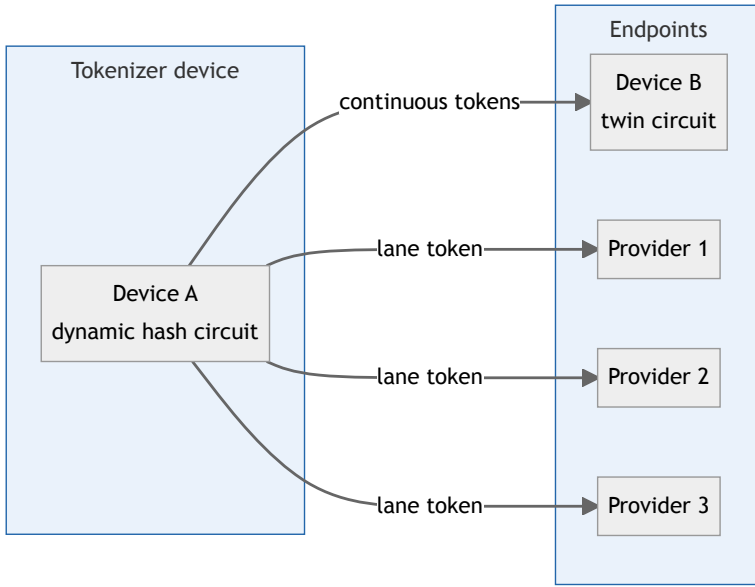 Tokenizer device
Device A
dynamic hash circuit
continuous tokens
lane token
lane token
lane token
Endpoints
Device B
twin circuit
Provider 1
Provider 2
Provider 3